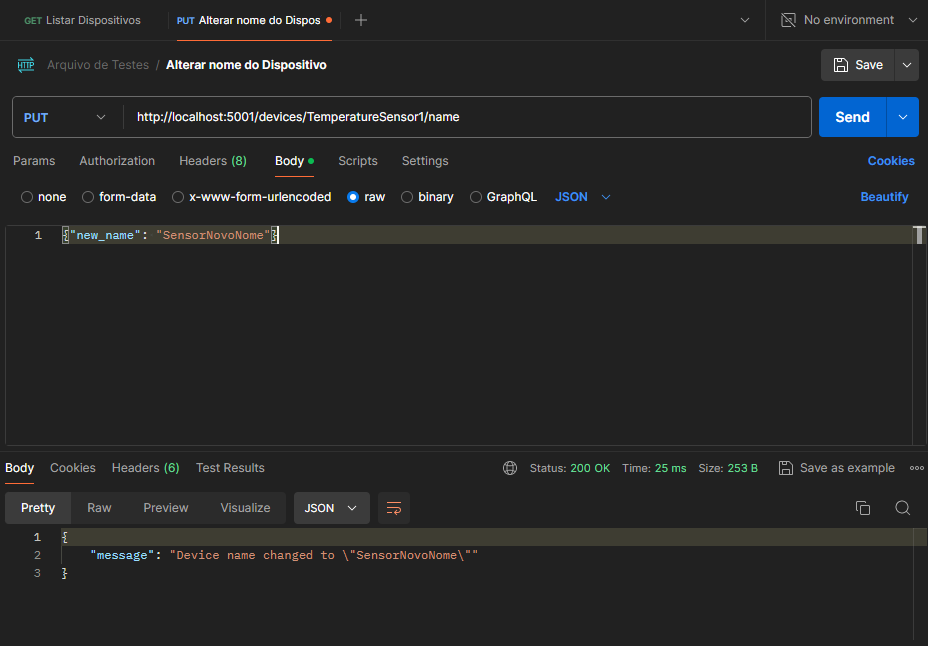 GET Listar Dispositivos PUT Alterar nome do Dispos No environment
HTTP Arquivo de Testes / Alterar nome do Dispositivo Save
PUT http://localhost:5001/devices/TemperatureSensor1/name Send
Params Authorization Headers (8) Body Scripts Settings Cookies
none form-data x-www-form-urlencoded raw binary GraphQL JSON Beautify
1 {"new_name": "SensorNovoNome"}
Body Cookies Headers (6) Test Results Status: 200 OK Time: 25 ms Size: 253 B Save as example
Pretty Raw Preview Visualize JSON
1 {
2 "message": "Device name changed to \"SensorNovoNome\""
3 }